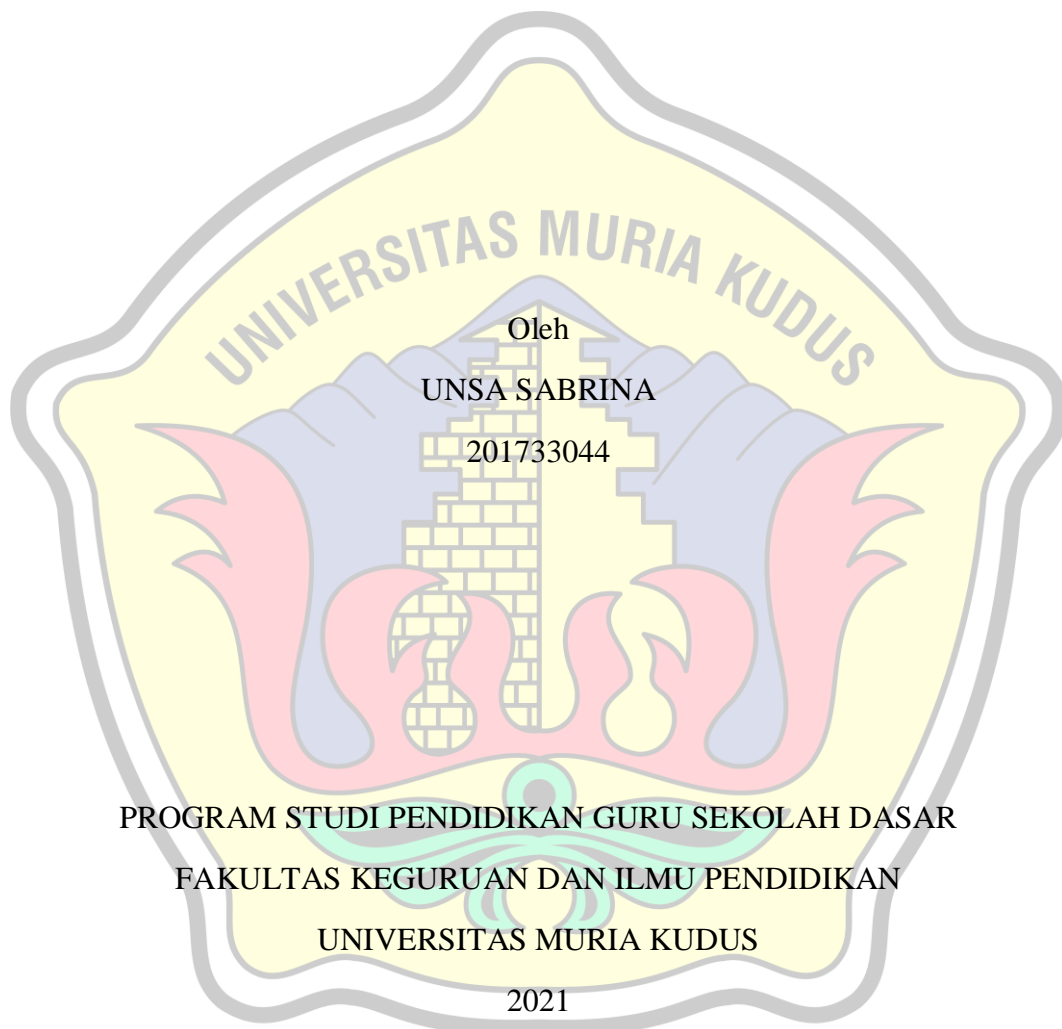 UNIVERSITAS MURIA KUDUS
Oleh
UNSA SABRINA
201733044
PROGRAM STUDI PENDIDIKAN GURU SEKOLAH DASAR
FAKULTAS KEGURUAN DAN ILMU PENDIDIKAN
UNIVERSITAS MURIA KUDUS
2021